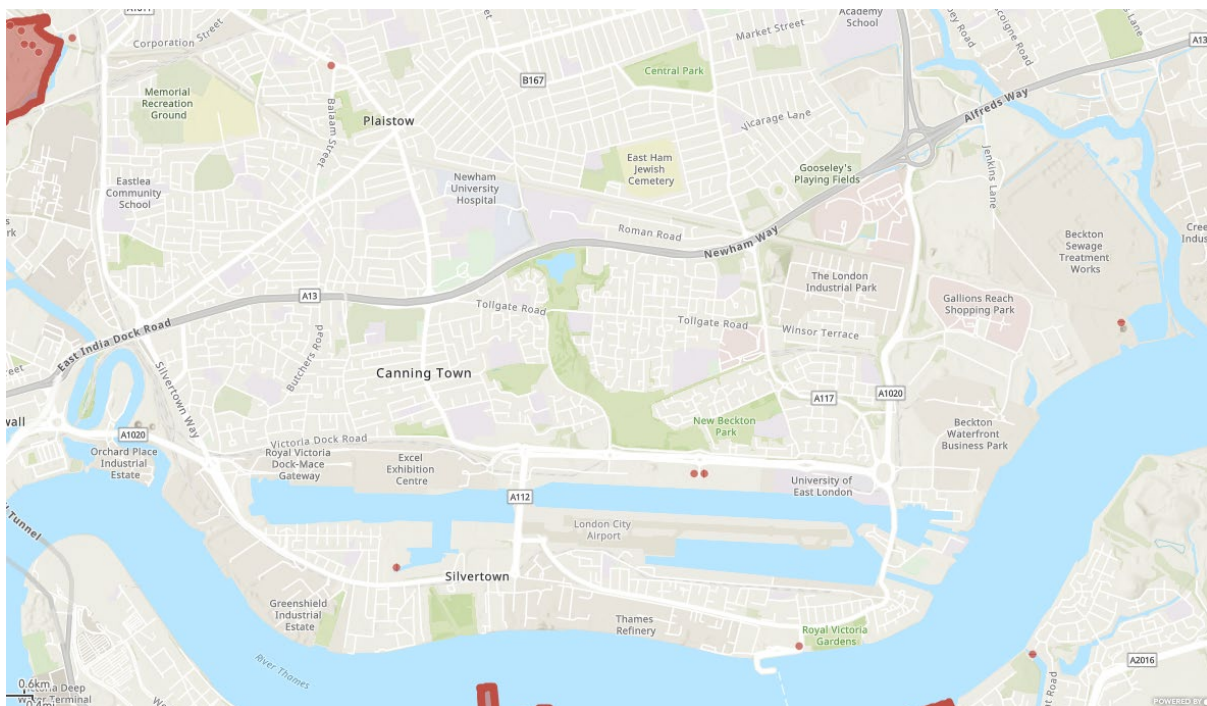 A1011
Corporation Street
Memorial
Recreation
Ground
Balaam Street
Plaistow
Eastlea
Community
School
B167
Central Park
Market Street
Academy
School
Vicarage Lane
East Ham
Jewish
Cemetery
Newham
University
Hospital
Gooseley's
Playing Fields
Alfreds Way
A13
Jenkins Lane
Beckton
Sewage
Treatment
Works
Roman Road
Newham Way
The London
Industrial Park
Gallions Reach
Shopping Park
A13
Tollgate Road
Tollgate Road
Winsor Terrace
East India Dock Road
Butchers Road
Silvertown Way
Canning Town
A117
A1020
New Beckton
Park
Beckton
Waterfront
Business Park
A1020
Orchard Place
Industrial
Estate
Victoria Dock Road
Royal Victoria
Dock-Mace
Gateway
Excel
Exhibition
Centre
A112
University of
East London
London City
Airport
Silvertown
Greenshield
Industrial
Estate
Thames
Refinery
Royal Victoria
Gardens
River Thames
Tunnel
A2016
0.6km
Water Terminal
POWERED BY